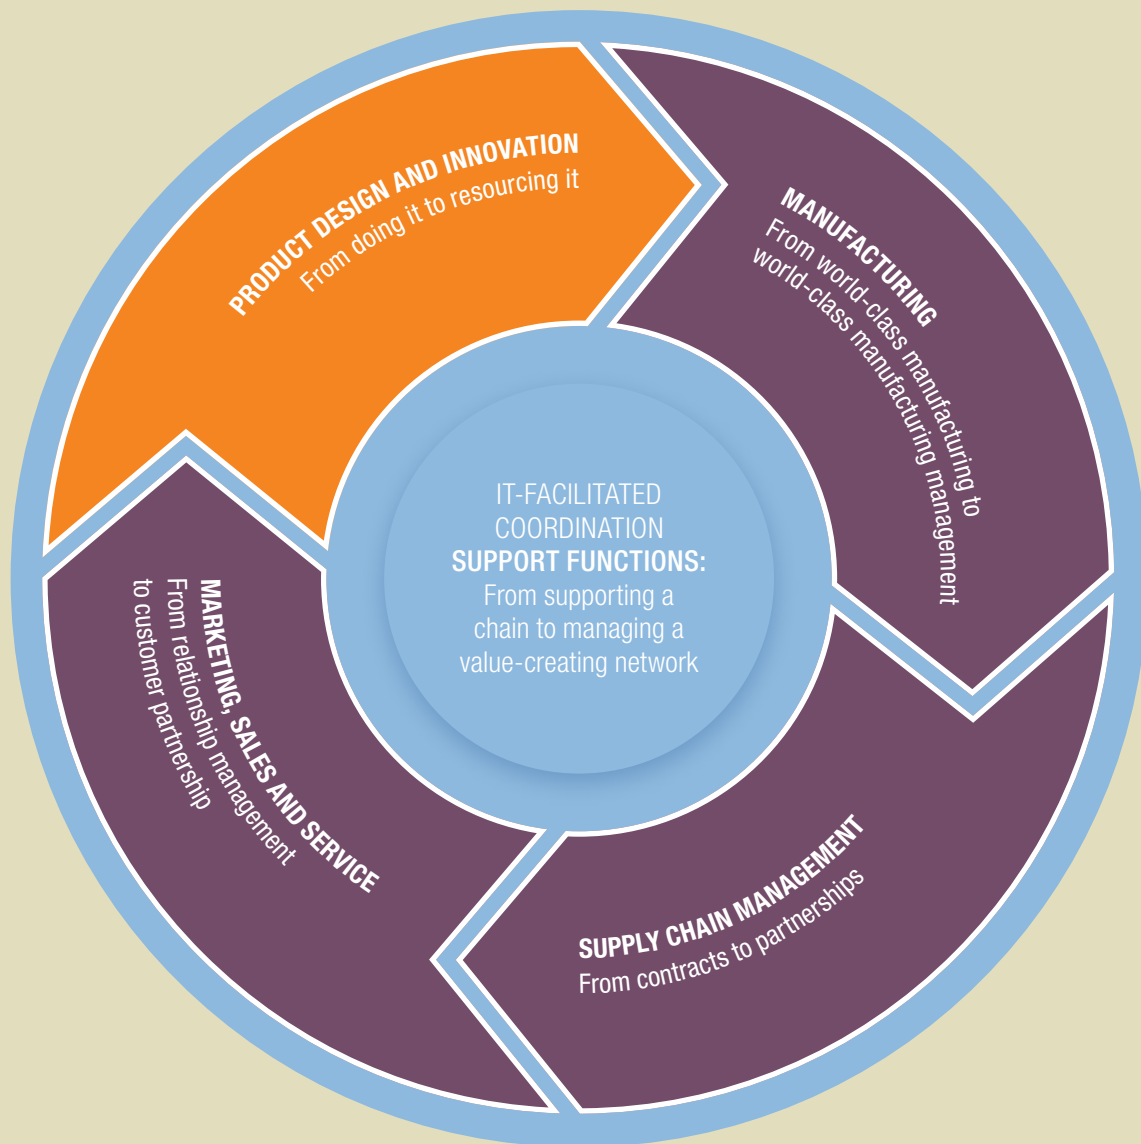 PRODUCT DESIGN AND INNOVATION
From doing it to resourcing it
MANUFACTURING
From world-class manufacturing to
world-class manufacturing management
SUPPLY CHAIN MANAGEMENT
From contracts to partnerships
MARKETING, SALES AND SERVICE
From relationship management
to customer partnership
IT-FACILITATED
COORDINATION
SUPPORT FUNCTIONS:
From supporting a
chain to managing a
value-creating network